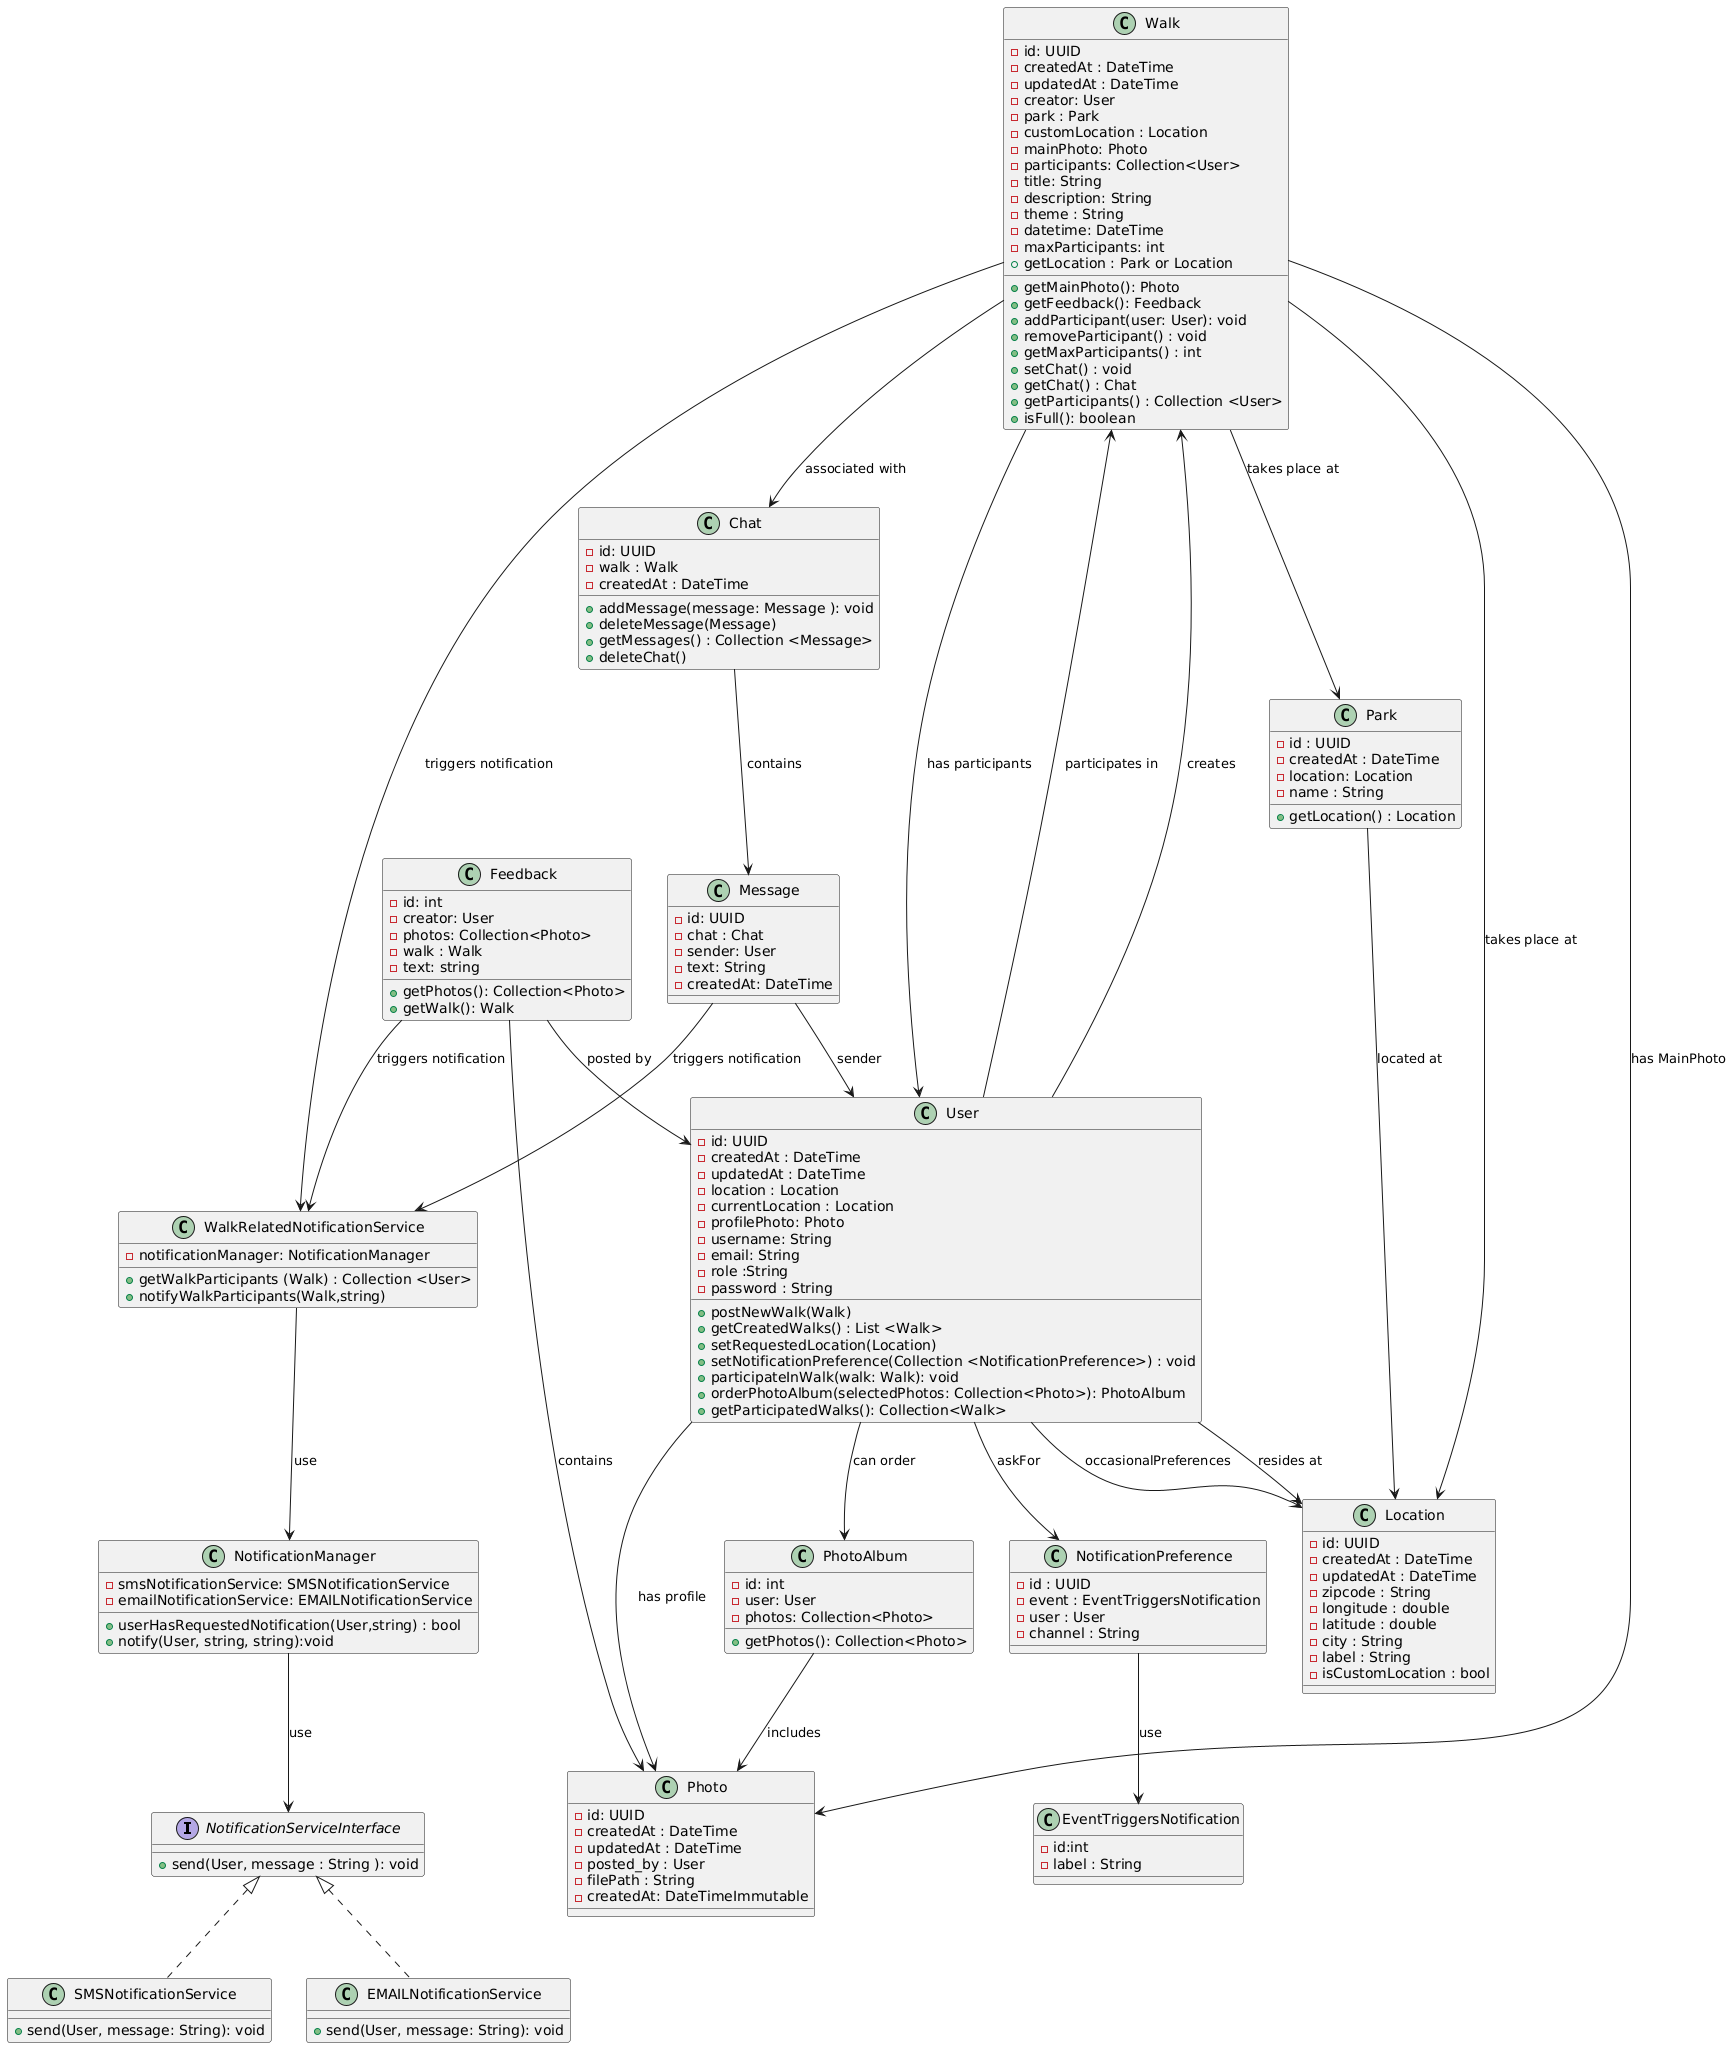 Walk
id: UUID
createdAt : DateTime
updatedAt : DateTime
creator: User
park : Park
customLocation : Location
mainPhoto: Photo
participants: Collection<User>
title: String
description: String
theme : String
datetime: DateTime
maxParticipants: int
getLocation : Park or Location
getMainPhoto(): Photo
getFeedback(): Feedback
addParticipant(user: User): void
removeParticipant() : void
getMaxParticipants() : int
setChat() : void
getChat() : Chat
getParticipants() : Collection <User>
isFull(): boolean
associated with
takes place at
Chat
id: UUID
walk : Walk
createdAt : DateTime
addMessage(message: Message ): void
deleteMessage(Message)
getMessages() : Collection <Message>
deleteChat()
Park
id : UUID
createdAt : DateTime
location: Location
name : String
getLocation() : Location
triggers notification
contains
has participants
participates in
creates
Feedback
id: int
creator: User
photos: Collection<Photo>
walk : Walk
text: string
getPhotos(): Collection<Photo>
getWalk(): Walk
Message
id: UUID
chat : Chat
sender: User
text: String
createdAt: DateTime
takes place at
triggers notification
posted by
triggers notification
sender
located at
has MainPhoto
User
id: UUID
createdAt : DateTime
updatedAt : DateTime
location : Location
currentLocation : Location
profilePhoto: Photo
username: String
email: String
role :String
password : String
postNewWalk(Walk)
getCreatedWalks() : List <Walk>
setRequestedLocation(Location)
setNotificationPreference(Collection <NotificationPreference>) : void
participateInWalk(walk: Walk): void
orderPhotoAlbum(selectedPhotos: Collection<Photo>): PhotoAlbum
getParticipatedWalks(): Collection<Walk>
WalkRelatedNotificationService
notificationManager: NotificationManager
getWalkParticipants (Walk) : Collection <User>
notifyWalkParticipants(Walk,string)
use
contains
can order
askFor
occasionalPreferences
resides at
NotificationManager
smsNotificationService: SMSNotificationService
emailNotificationService: EMAILNotificationService
userHasRequestedNotification(User,string) : bool
notify(User, string, string):void
has profile
PhotoAlbum
id: int
user: User
photos: Collection<Photo>
getPhotos(): Collection<Photo>
NotificationPreference
id : UUID
event : EventTriggersNotification
user : User
channel : String
Location
id: UUID
createdAt : DateTime
updatedAt : DateTime
zipcode : String
longitude : double
latitude : double
city : String
label : String
isCustomLocation : bool
use
includes
use
NotificationServiceInterface
send(User, message : String ): void
Photo
id: UUID
createdAt : DateTime
updatedAt : DateTime
posted_by : User
filePath : String
createdAt: DateTimeImmutable
EventTriggersNotification
id:int
label : String
SMSNotificationService
send(User, message: String): void
EMAILNotificationService
send(User, message: String): void